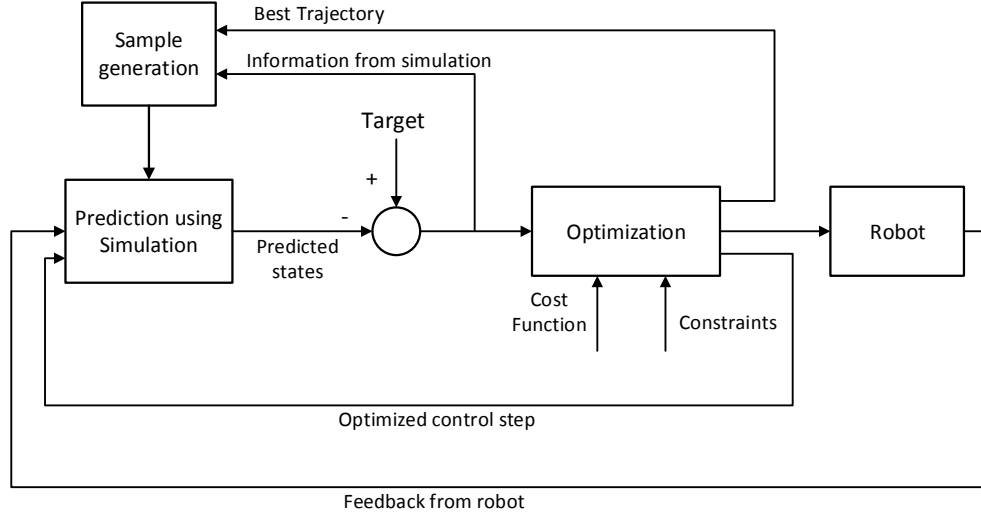 Best Trajectory
Sample
generation
Information from simulation
Target
+
-
Prediction using
Simulation
Predicted
states
Optimization
Robot
Cost
Function
Constraints
Optimized control step
Feedback from robot